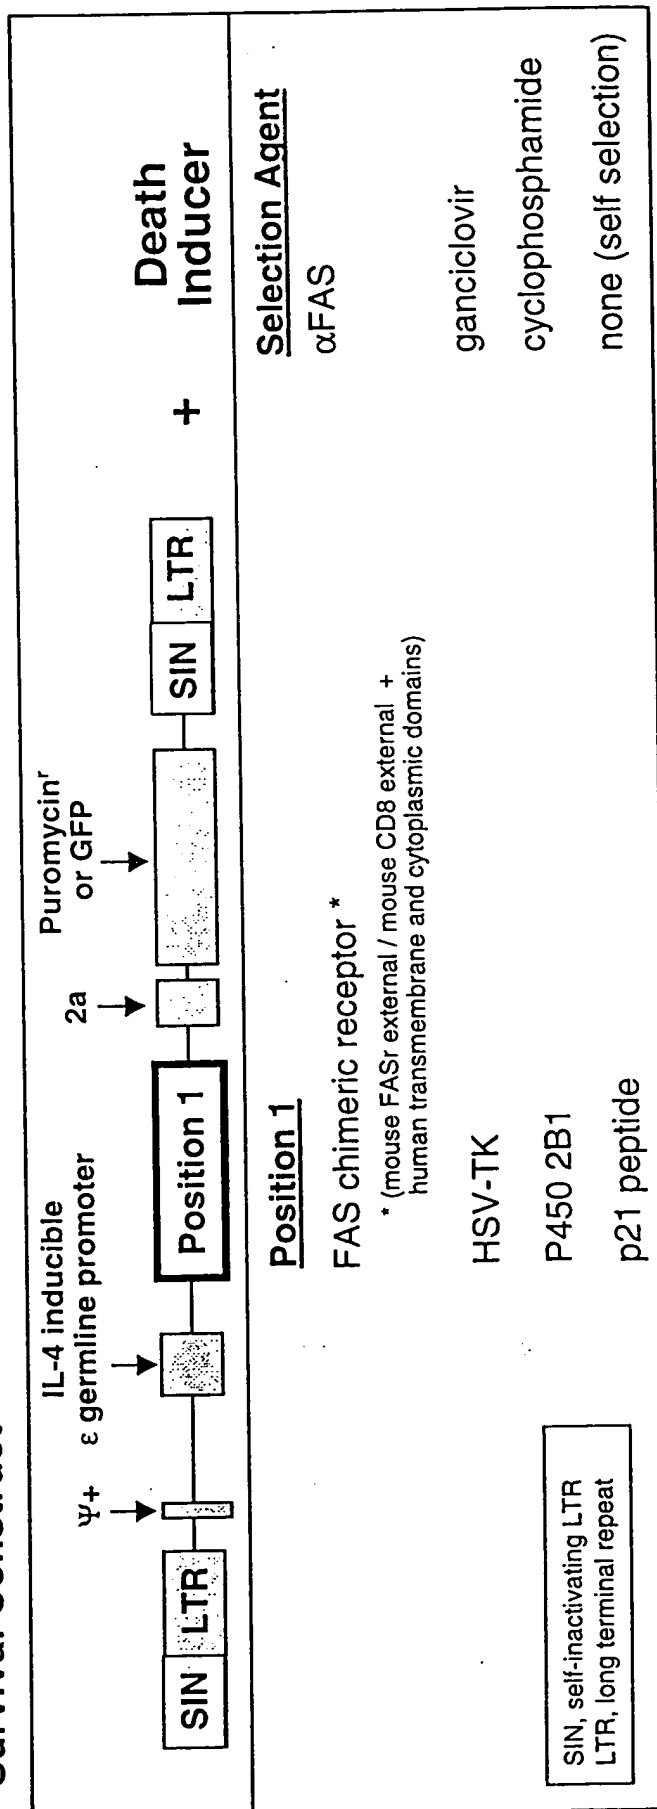 Survival Construct
Ψ+
IL-4 inducible
ε germline promoter
2a
Puromycinʳ
or GFP
SIN LTR
Position 1
SIN LTR
+
Death
Inducer
Position 1
Selection Agent
FAS chimeric receptor *
αFAS
* (mouse FASr external / mouse CD8 external +
human transmembrane and cytoplasmic domains)
HSV-TK
ganciclovir
P450 2B1
cyclophosphamide
p21 peptide
none (self selection)
SIN, self-inactivating LTR
LTR, long terminal repeat